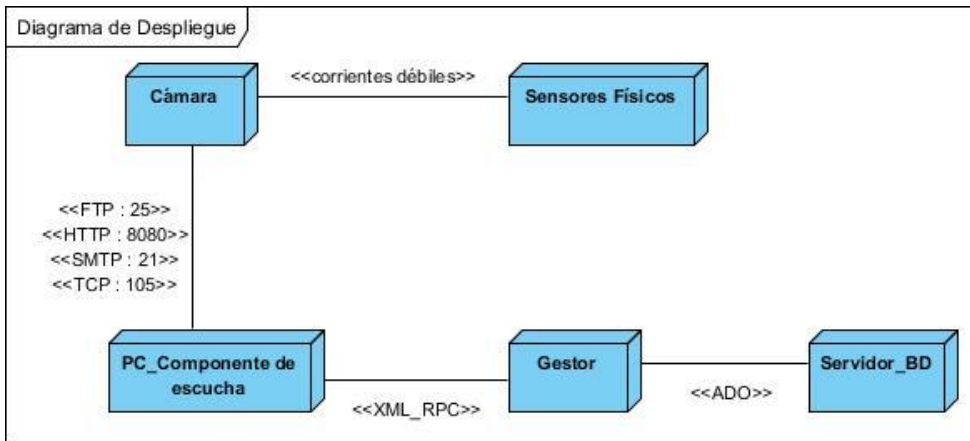 Diagrama de Despliegue
<<corrientes débiles>>
Cámara
Sensores Físicos
<<FTP : 25>>
<<HTTP : 8080>>
<<SMTP : 21>>
<<TCP : 105>>
PC_Componente de
escucha
Gestor
Servidor_BD
<<XML_RPC>>
<<ADO>>